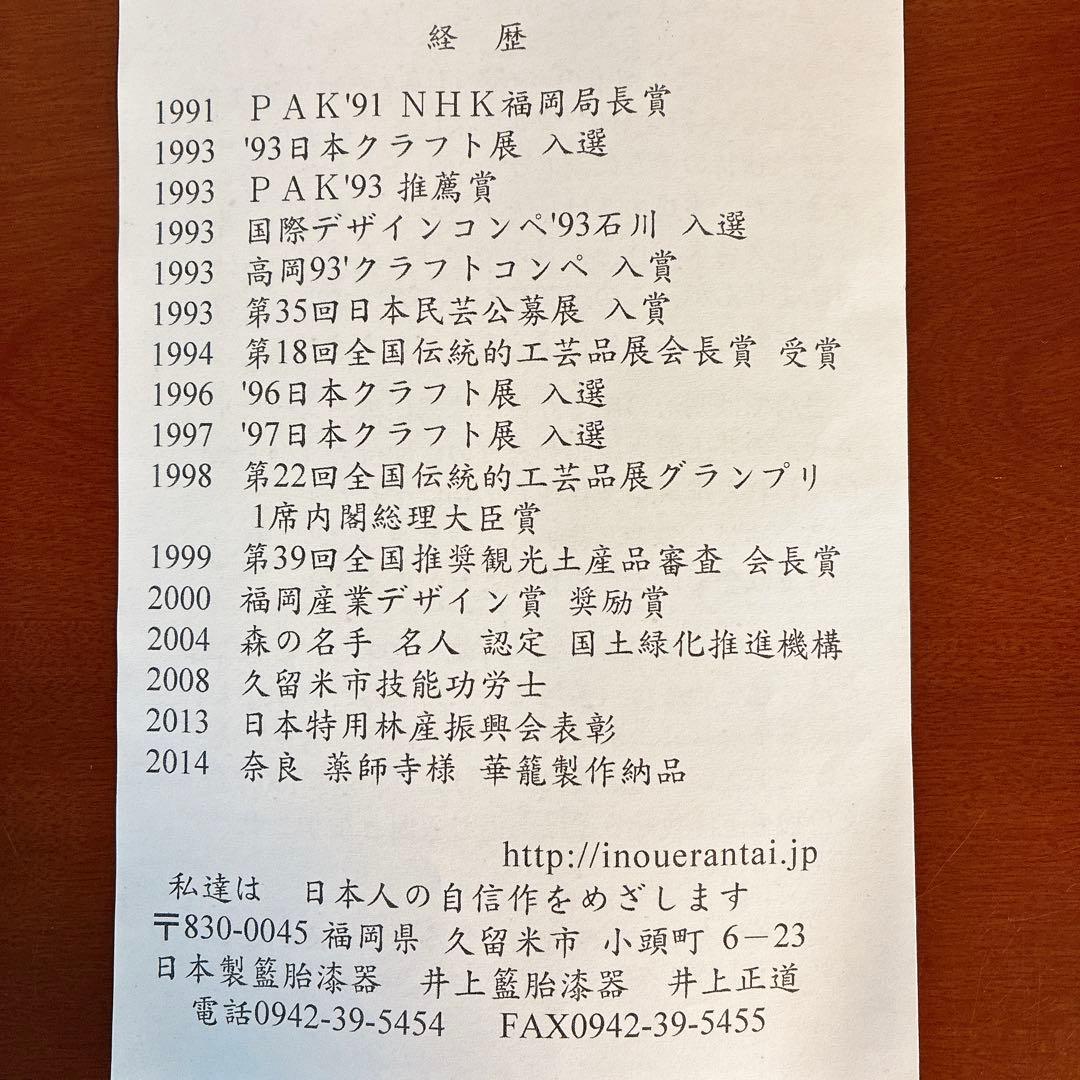 経　歴
1991 ＰＡＫ'91 ＮＨＫ福岡局長賞
1993 '93日本クラフト展 入選
1993 ＰＡＫ'93 推薦賞
1993 国際デザインコンペ'93石川 入選
1993 高岡93'クラフトコンペ 入賞
1993 第35回日本民芸公募展 入賞
1994 第18回全国伝統的工芸品展会長賞 受賞
1996 '96日本クラフト展 入選
1997 '97日本クラフト展 入選
1998 第22回全国伝統的工芸品展グランプリ
1席内閣総理大臣賞
1999 第39回全国推奨観光土産品審査 会長賞
2000 福岡産業デザイン賞 奨励賞
2004 森の名手 名人 認定 国土緑化推進機構
2008 久留米市技能功労士
2013 日本特用林産振興会表彰
2014 奈良 薬師寺様 華籠製作納品
http://inouerantai.jp
私達は　日本人の自信作をめざします
〒830-0045 福岡県 久留米市 小頭町 6－23
日本製籃胎漆器　井上籃胎漆器　井上正道
電話0942-39-5454　FAX0942-39-5455